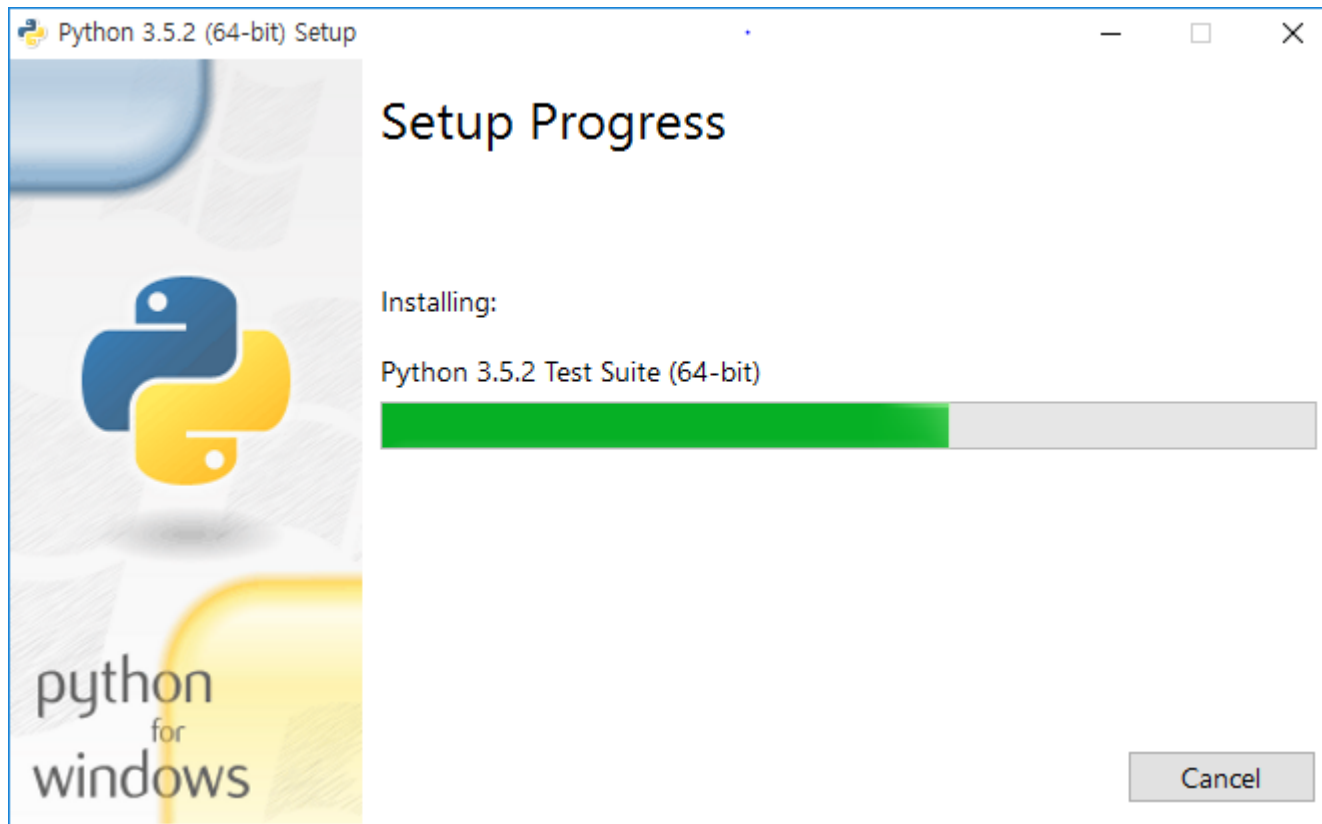 Python 3.5.2 (64-bit) Setup
Setup Progress
Installing:
Python 3.5.2 Test Suite (64-bit)
python
for
windows
Cancel